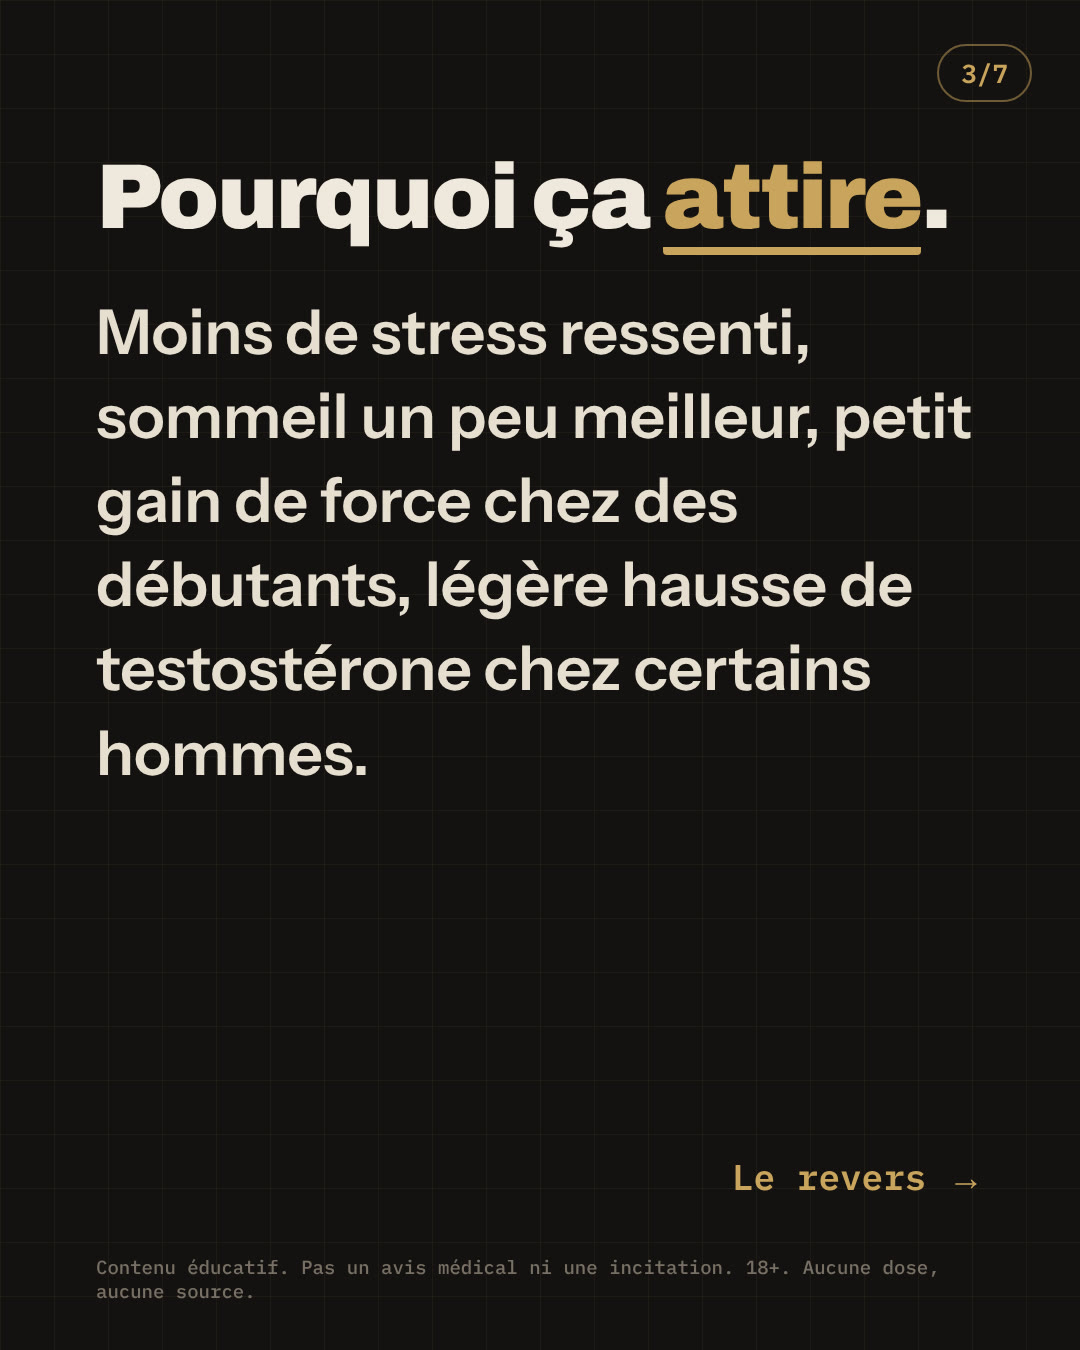 3/7
Pourquoi ça attire.
Moins de stress ressenti,
sommeil un peu meilleur, petit
gain de force chez des
débutants, légère hausse de
testostérone chez certains
hommes.
Le revers →
Contenu éducatif. Pas un avis médical ni une incitation. 18+. Aucune dose,
aucune source.